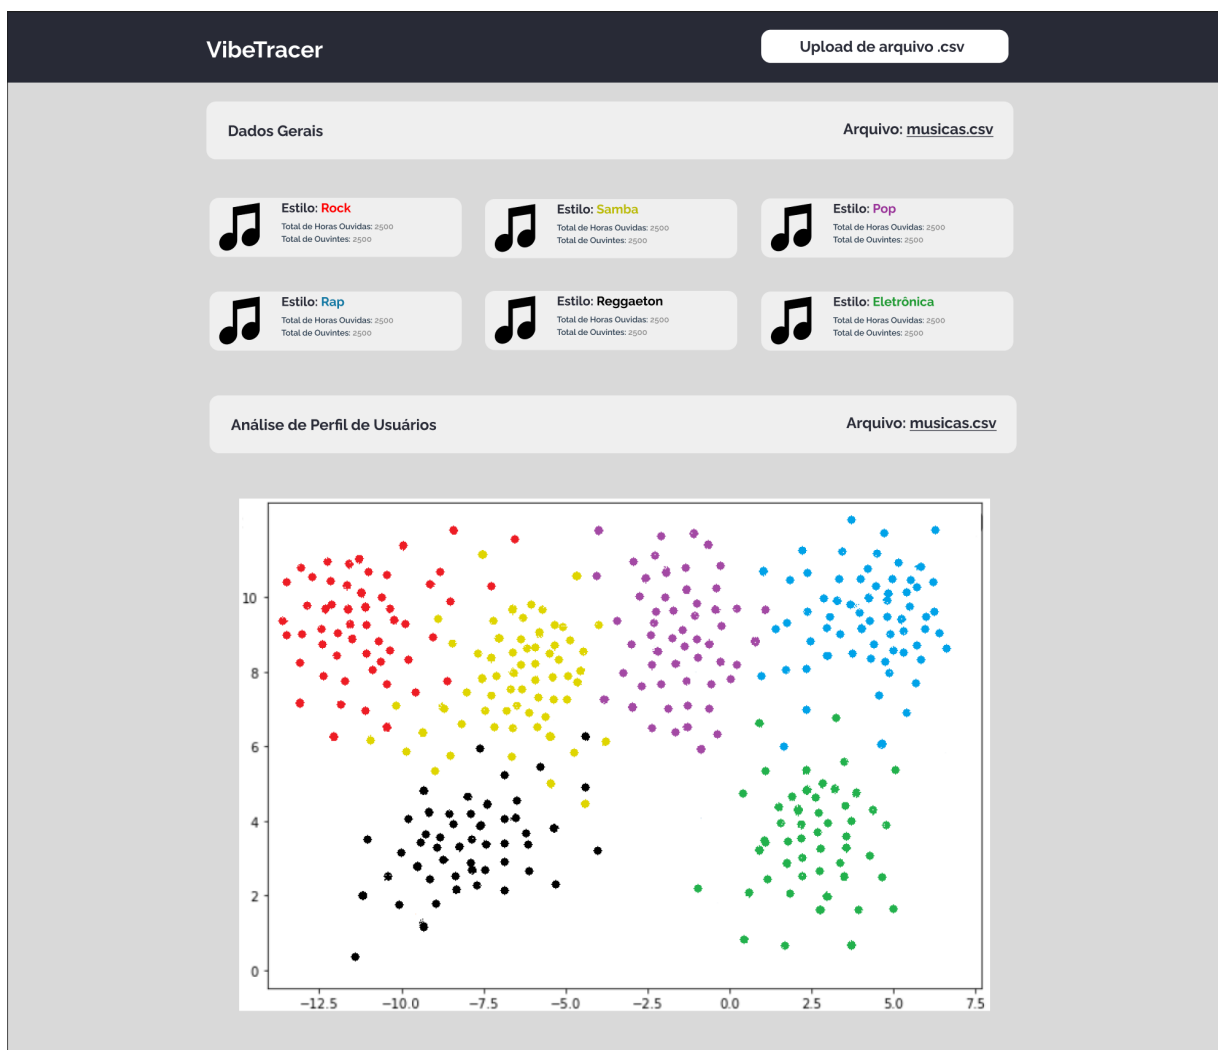 VibeTracer
Upload de arquivo .csv
Dados Gerais
Arquivo: musicas.csv
Estilo: Rock
Total de Horas Ouvidas: 2500
Total de Ouvintes: 2500
Estilo: Samba
Total de Horas Ouvidas: 2500
Total de Ouvintes: 2500
Estilo: Pop
Total de Horas Ouvidas: 2500
Total de Ouvintes: 2500
Estilo: Rap
Total de Horas Ouvidas: 2500
Total de Ouvintes: 2500
Estilo: Reggaeton
Total de Horas Ouvidas: 2500
Total de Ouvintes: 2500
Estilo: Eletrônica
Total de Horas Ouvidas: 2500
Total de Ouvintes: 2500
Análise de Perfil de Usuários
Arquivo: musicas.csv
10
8
6
4
2
0
−12.5 −10.0 −7.5 −5.0 −2.5 0.0 2.5 5.0 7.5